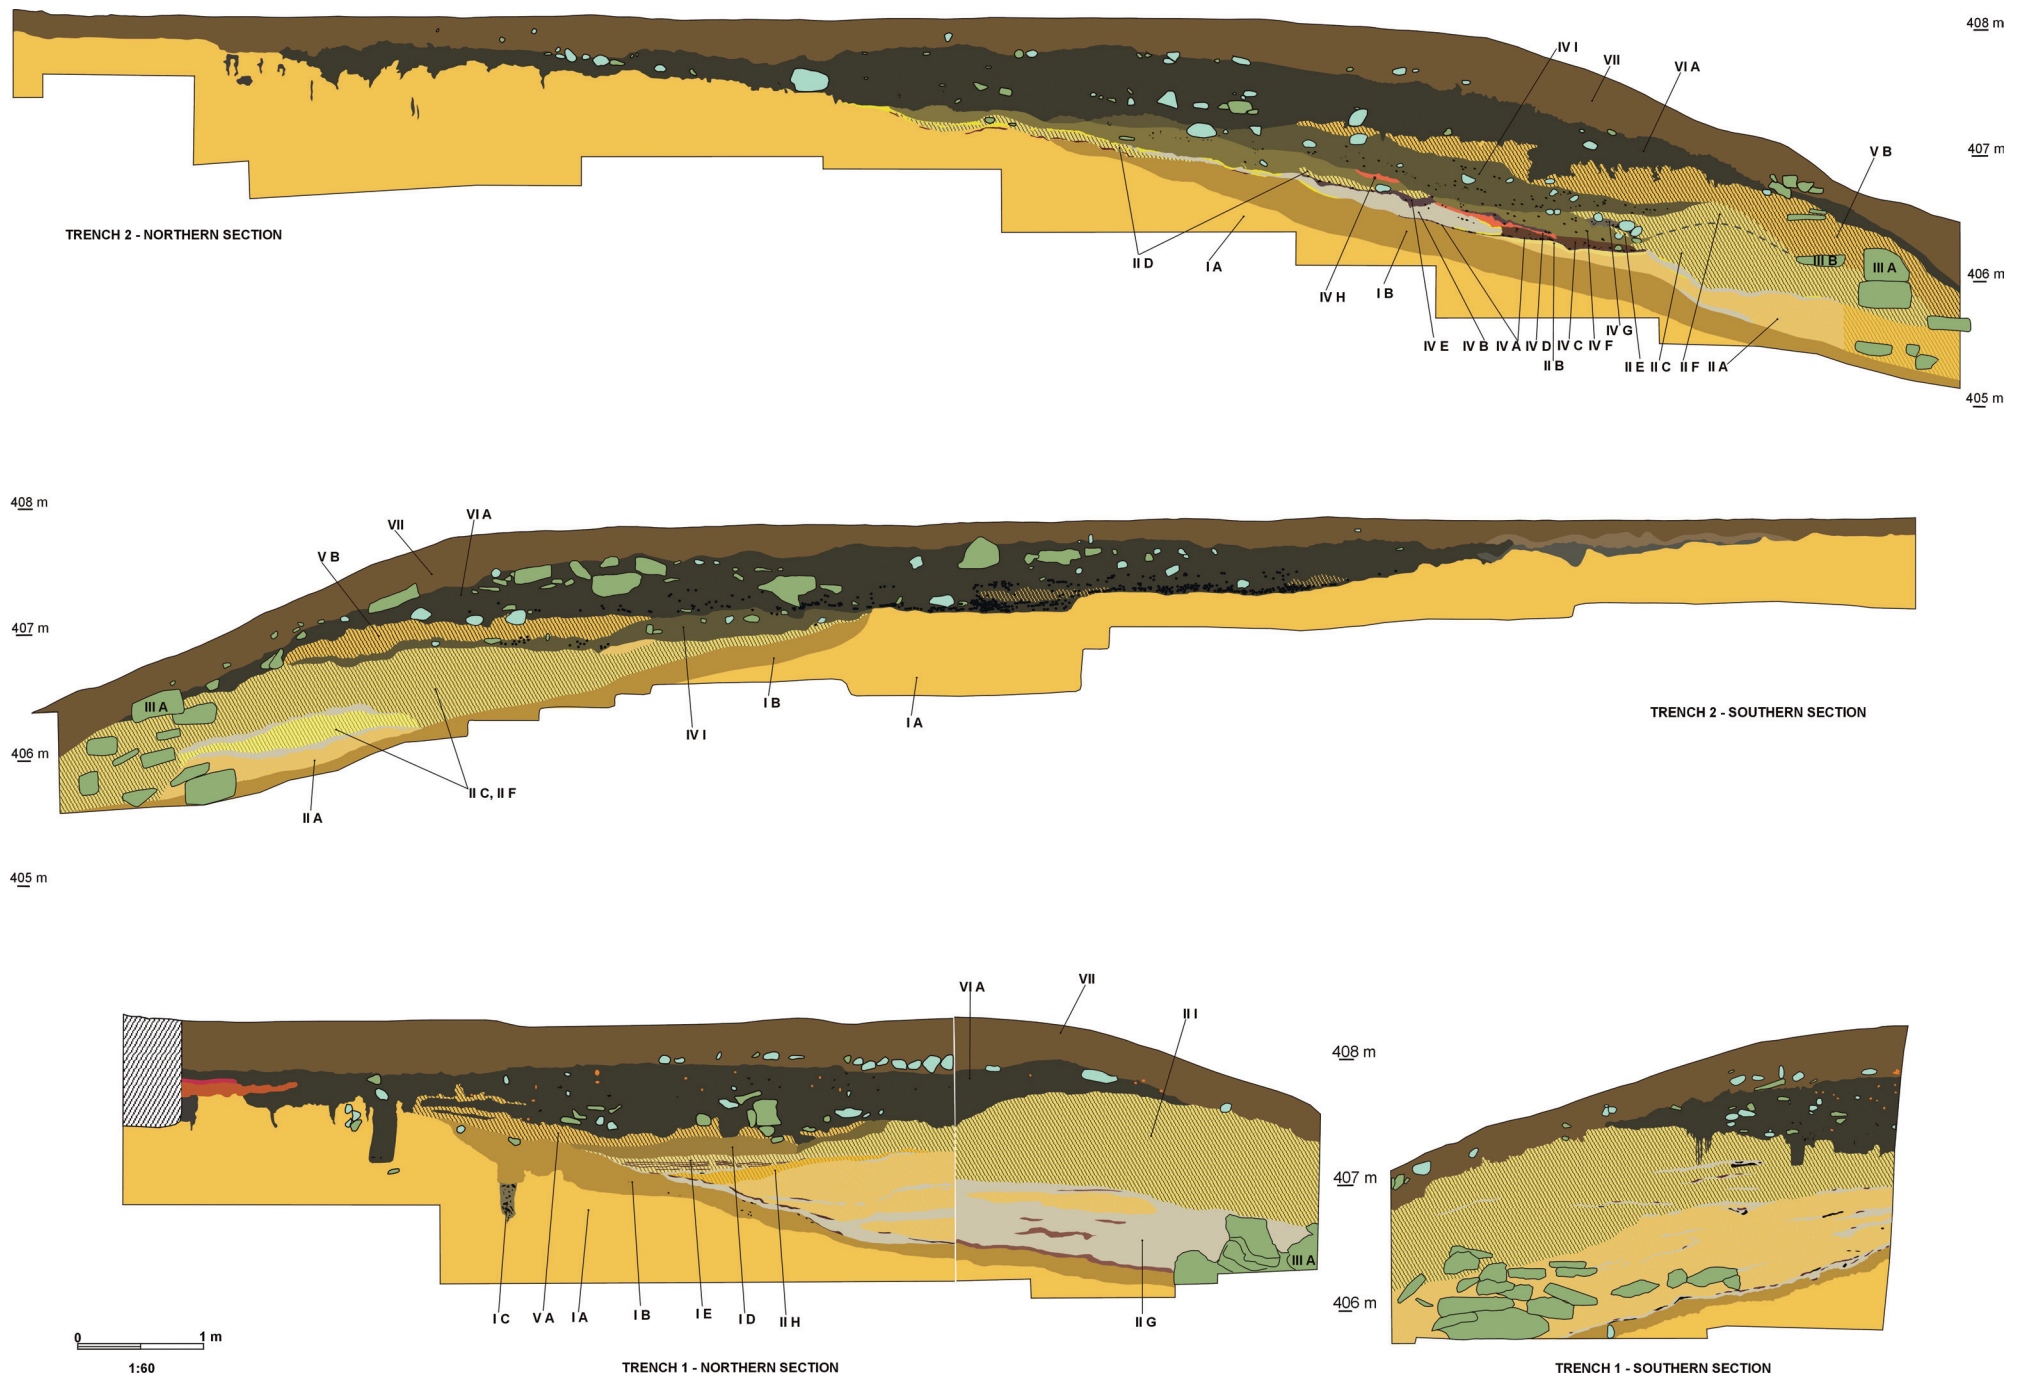 408 m
IV I
VII
VI A
407 m
V B
TRENCH 2 - NORTHERN SECTION
II D
I A
III B
III A
406 m
IV H
I B
IV G
IV E
IV B
IV A
IV D
IV C
IV F
II B
II E
II C
II F
II A
405 m
408 m
VII
VI A
V B
407 m
III A
I B
I A
IV I
TRENCH 2 - SOUTHERN SECTION
406 m
II C, II F
II A
405 m
VI A
VII
II I
408 m
407 m
III A
406 m
I C
V A
I A
I B
I E
I D
II H
II G
0
1 m
1:60
TRENCH 1 - NORTHERN SECTION
TRENCH 1 - SOUTHERN SECTION